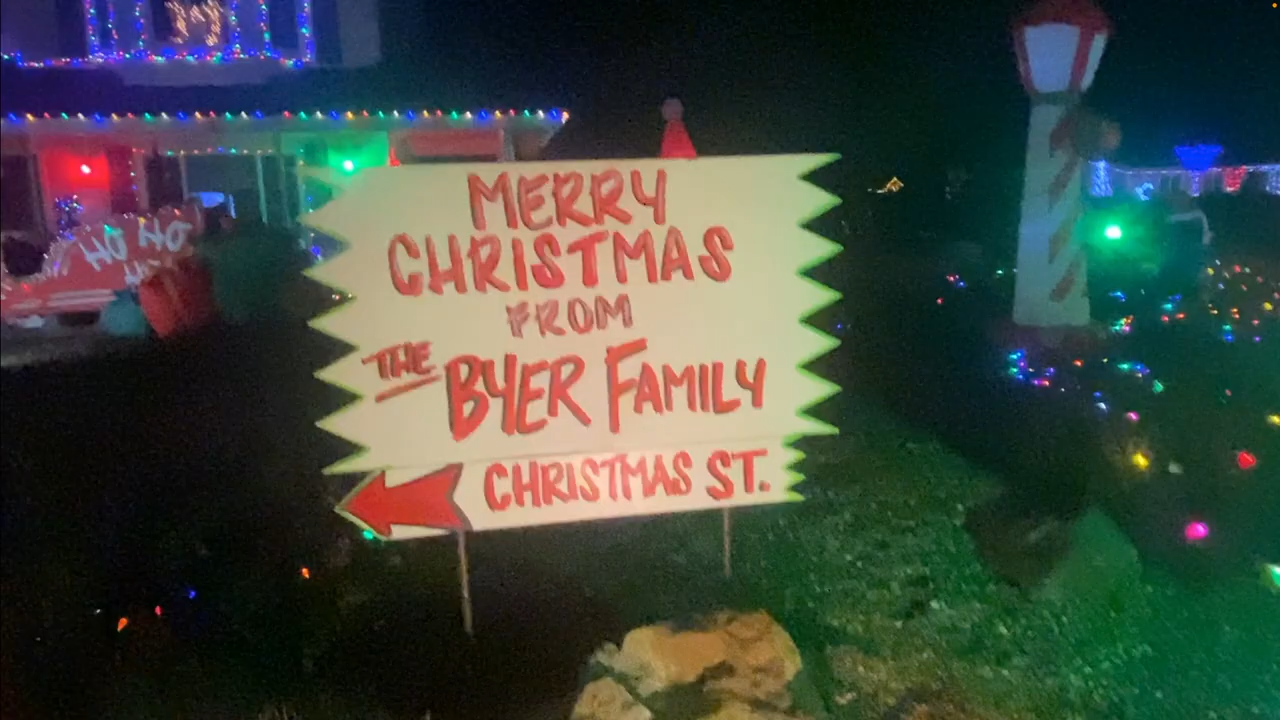 HO HO
MERRY
CHRISTMAS
FROM
THE BYER FAMILY
CHRISTMAS ST.